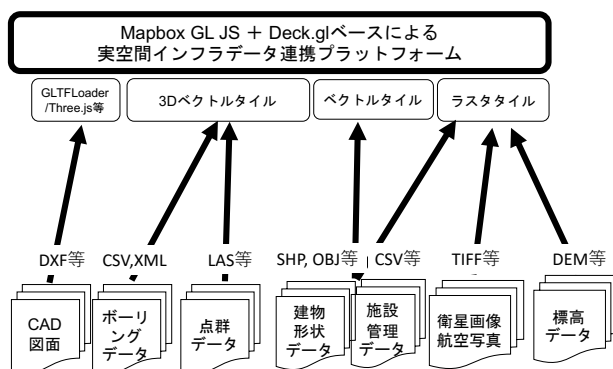 Mapbox GL JS ＋ Deck.glベースによる
実空間インフラデータ連携プラットフォーム
GLTFLoader
/Three.js等
3Dベクトルタイル
ベクトルタイル
ラスタタイル
DXF等
CSV,XML
LAS等
SHP, OBJ等
CSV等
TIFF等
DEM等
CAD
図面
ボーリ
ング
データ
点群
データ
建物
形状
データ
施設
管理
データ
衛星画像
航空写真
標高
データ